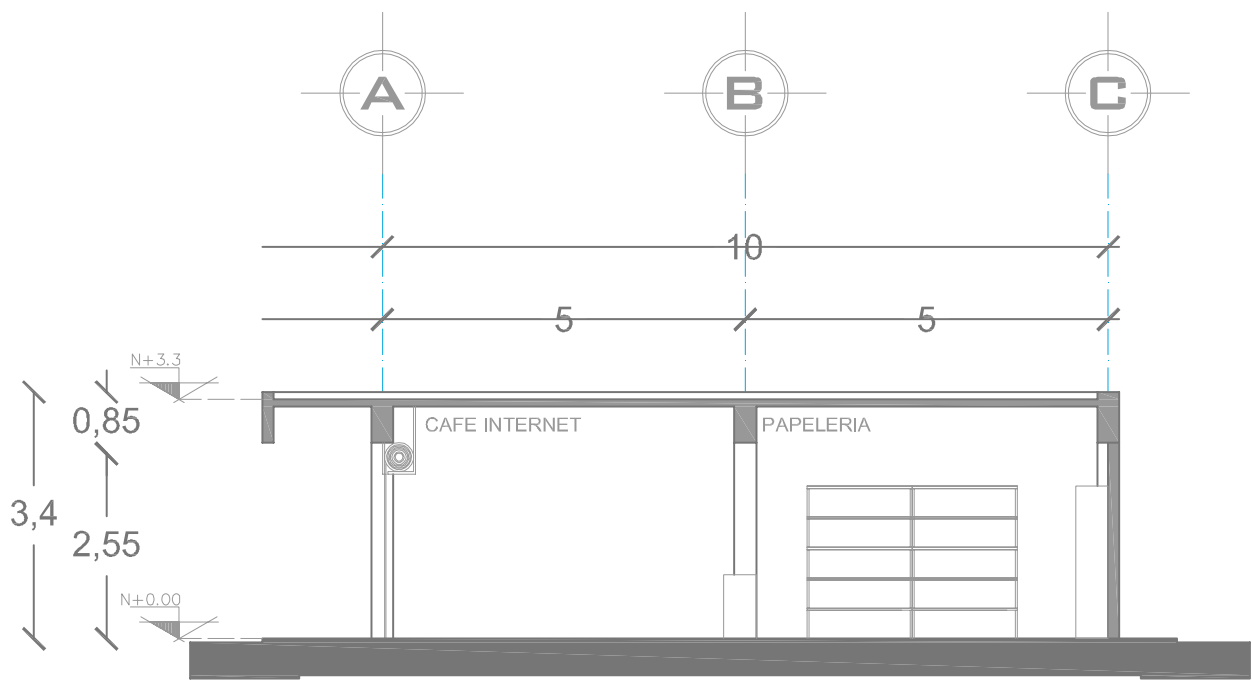 A
B
C
10
5
5
N+3.3
0,85
CAFE INTERNET
PAPELERIA
3,4
2,55
N+0.00